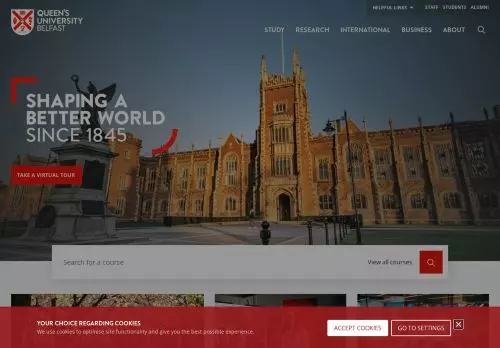 QUEEN'S
UNIVERSITY
BELFAST
HELPFUL LINKS
STAFF STUDENTS ALUMNI
STUDY RESEARCH INTERNATIONAL BUSINESS ABOUT
SHAPING A
BETTER WORLD
SINCE 1845
TAKE A VIRTUAL TOUR
Search for a course
View all courses
YOUR CHOICE REGARDING COOKIES
We use cookies to optimise site functionality and give you the best possible experience.
ACCEPT COOKIES
GO TO SETTINGS